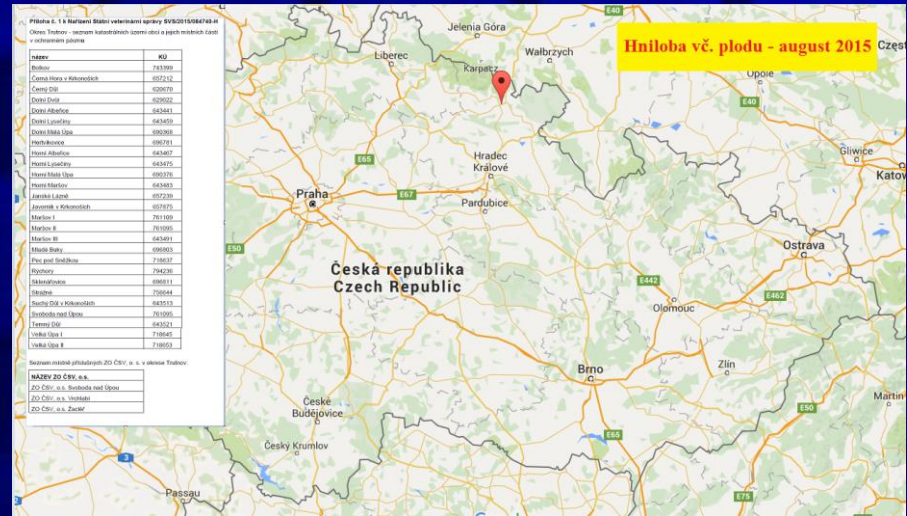 Příloha č. 1 k Nařízení Státní veterinární správy SVS/2015/084740-H
Okres Trutnov - seznam katastrálních území obcí a jejich místních částí
v ochranném pásmu
název KÚ
Bolkov 743399
Černá Hora v Krkonoších 657212
Černý Důl 620670
Dolní Dvůr 629022
Dolní Albeřice 643441
Dolní Lysečiny 643459
Dolní Malá Úpa 690368
Hertvíkovice 696781
Horní Albeřice 643467
Horní Lysečiny 643475
Horní Malá Úpa 690376
Horní Maršov 643483
Janské Lázně 657239
Javorník v Krkonoších 657875
Maršov I 761109
Maršov II 761095
Maršov III 643491
Mladé Buky 696803
Pec pod Sněžkou 718637
Rýchory 794236
Sklenářovice 696811
Strážné 756644
Suchý Důl v Krkonoších 643513
Svoboda nad Úpou 761095
Temný Důl 643521
Velká Úpa I 718645
Velká Úpa II 718653
Seznam místně příslušných ZO ČSV, o. s. v okrese Trutnov:
NÁZEV ZO ČSV, o.s.
ZO ČSV, o.s. Svoboda nad Úpou
ZO ČSV, o.s. Vrchlabí
ZO ČSV, o.s. Žacléř
Hniloba vč. plodu - august 2015
E40
Jelenia Góra
Liberec
Wałbrzych
Karpacz
Opole
E40
Gliwice
E65
Hradec
Králové
Praha
E67
Pardubice
E50
Ostrava
Česká republika
Czech Republic
E442
E462
Olomouc
Brno
Zlín
České
Budějovice
E50
Martin
E65
Český Krumlov
3
Passau
E75